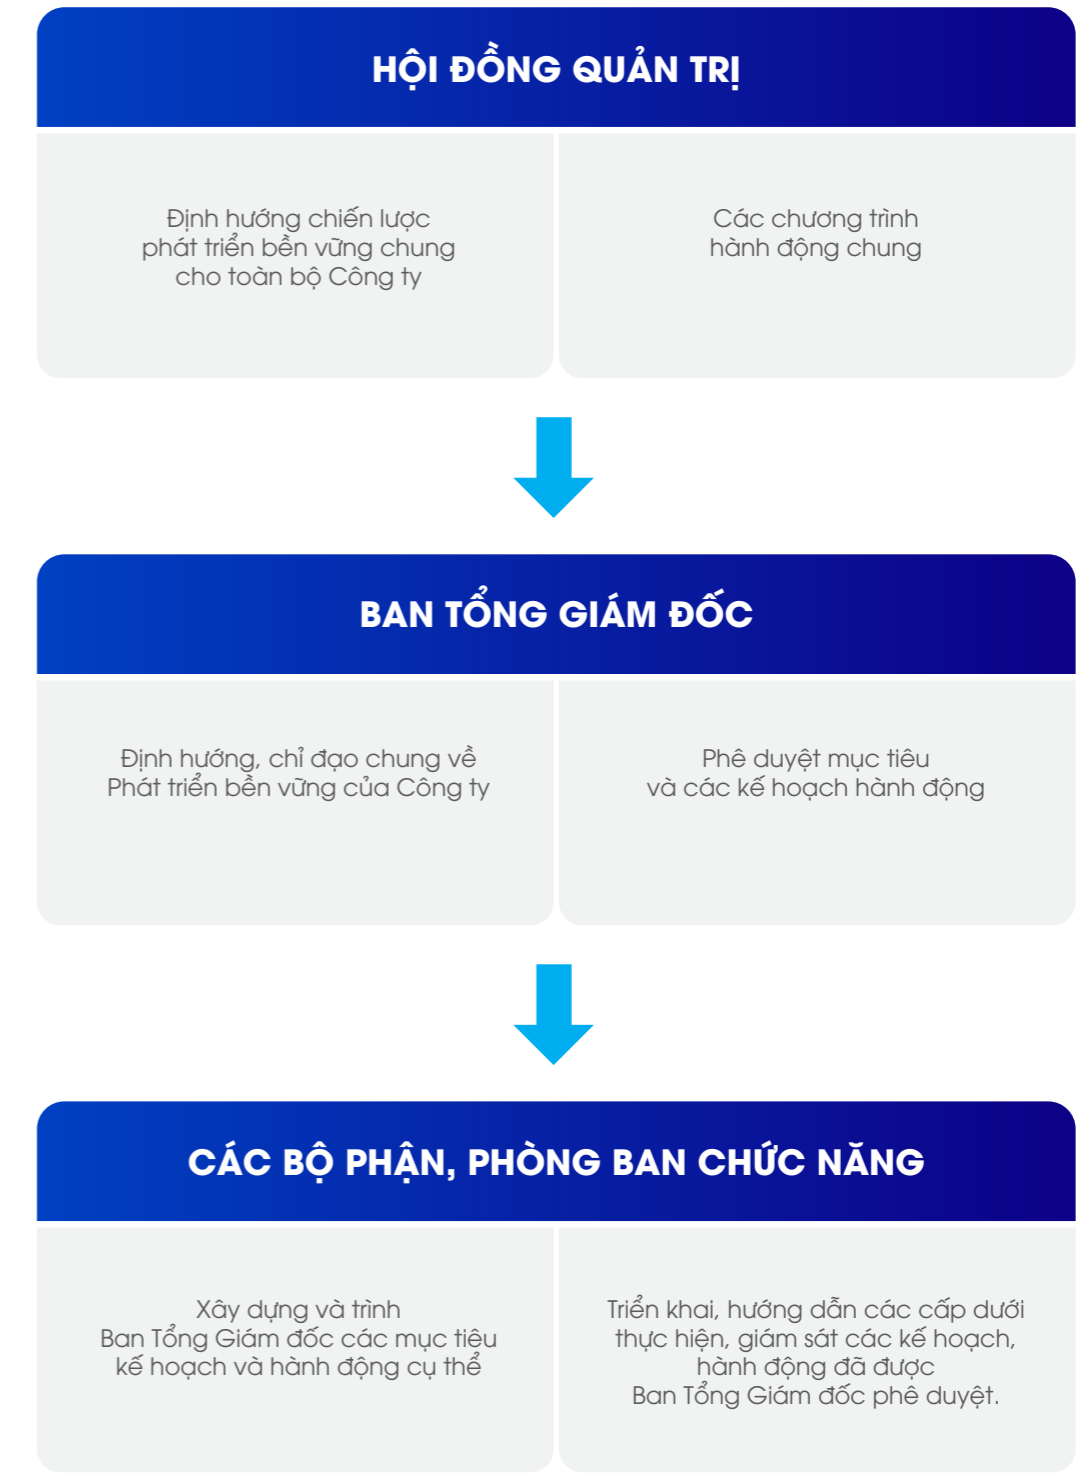 HỘI ĐỒNG QUẢN TRỊ
Định hướng chiến lược
phát triển bền vững chung
cho toàn bộ Công ty
Các chương trình
hành động chung
BAN TỔNG GIÁM ĐỐC
Định hướng, chỉ đạo chung về
Phát triển bền vững của Công ty
Phê duyệt mục tiêu
và các kế hoạch hành động
CÁC BỘ PHẬN, PHÒNG BAN CHỨC NĂNG
Xây dựng và trình
Ban Tổng Giám đốc các mục tiêu
kế hoạch và hành động cụ thể
Triển khai, hướng dẫn các cấp dưới
thực hiện, giám sát các kế hoạch,
hành động đã được
Ban Tổng Giám đốc phê duyệt.